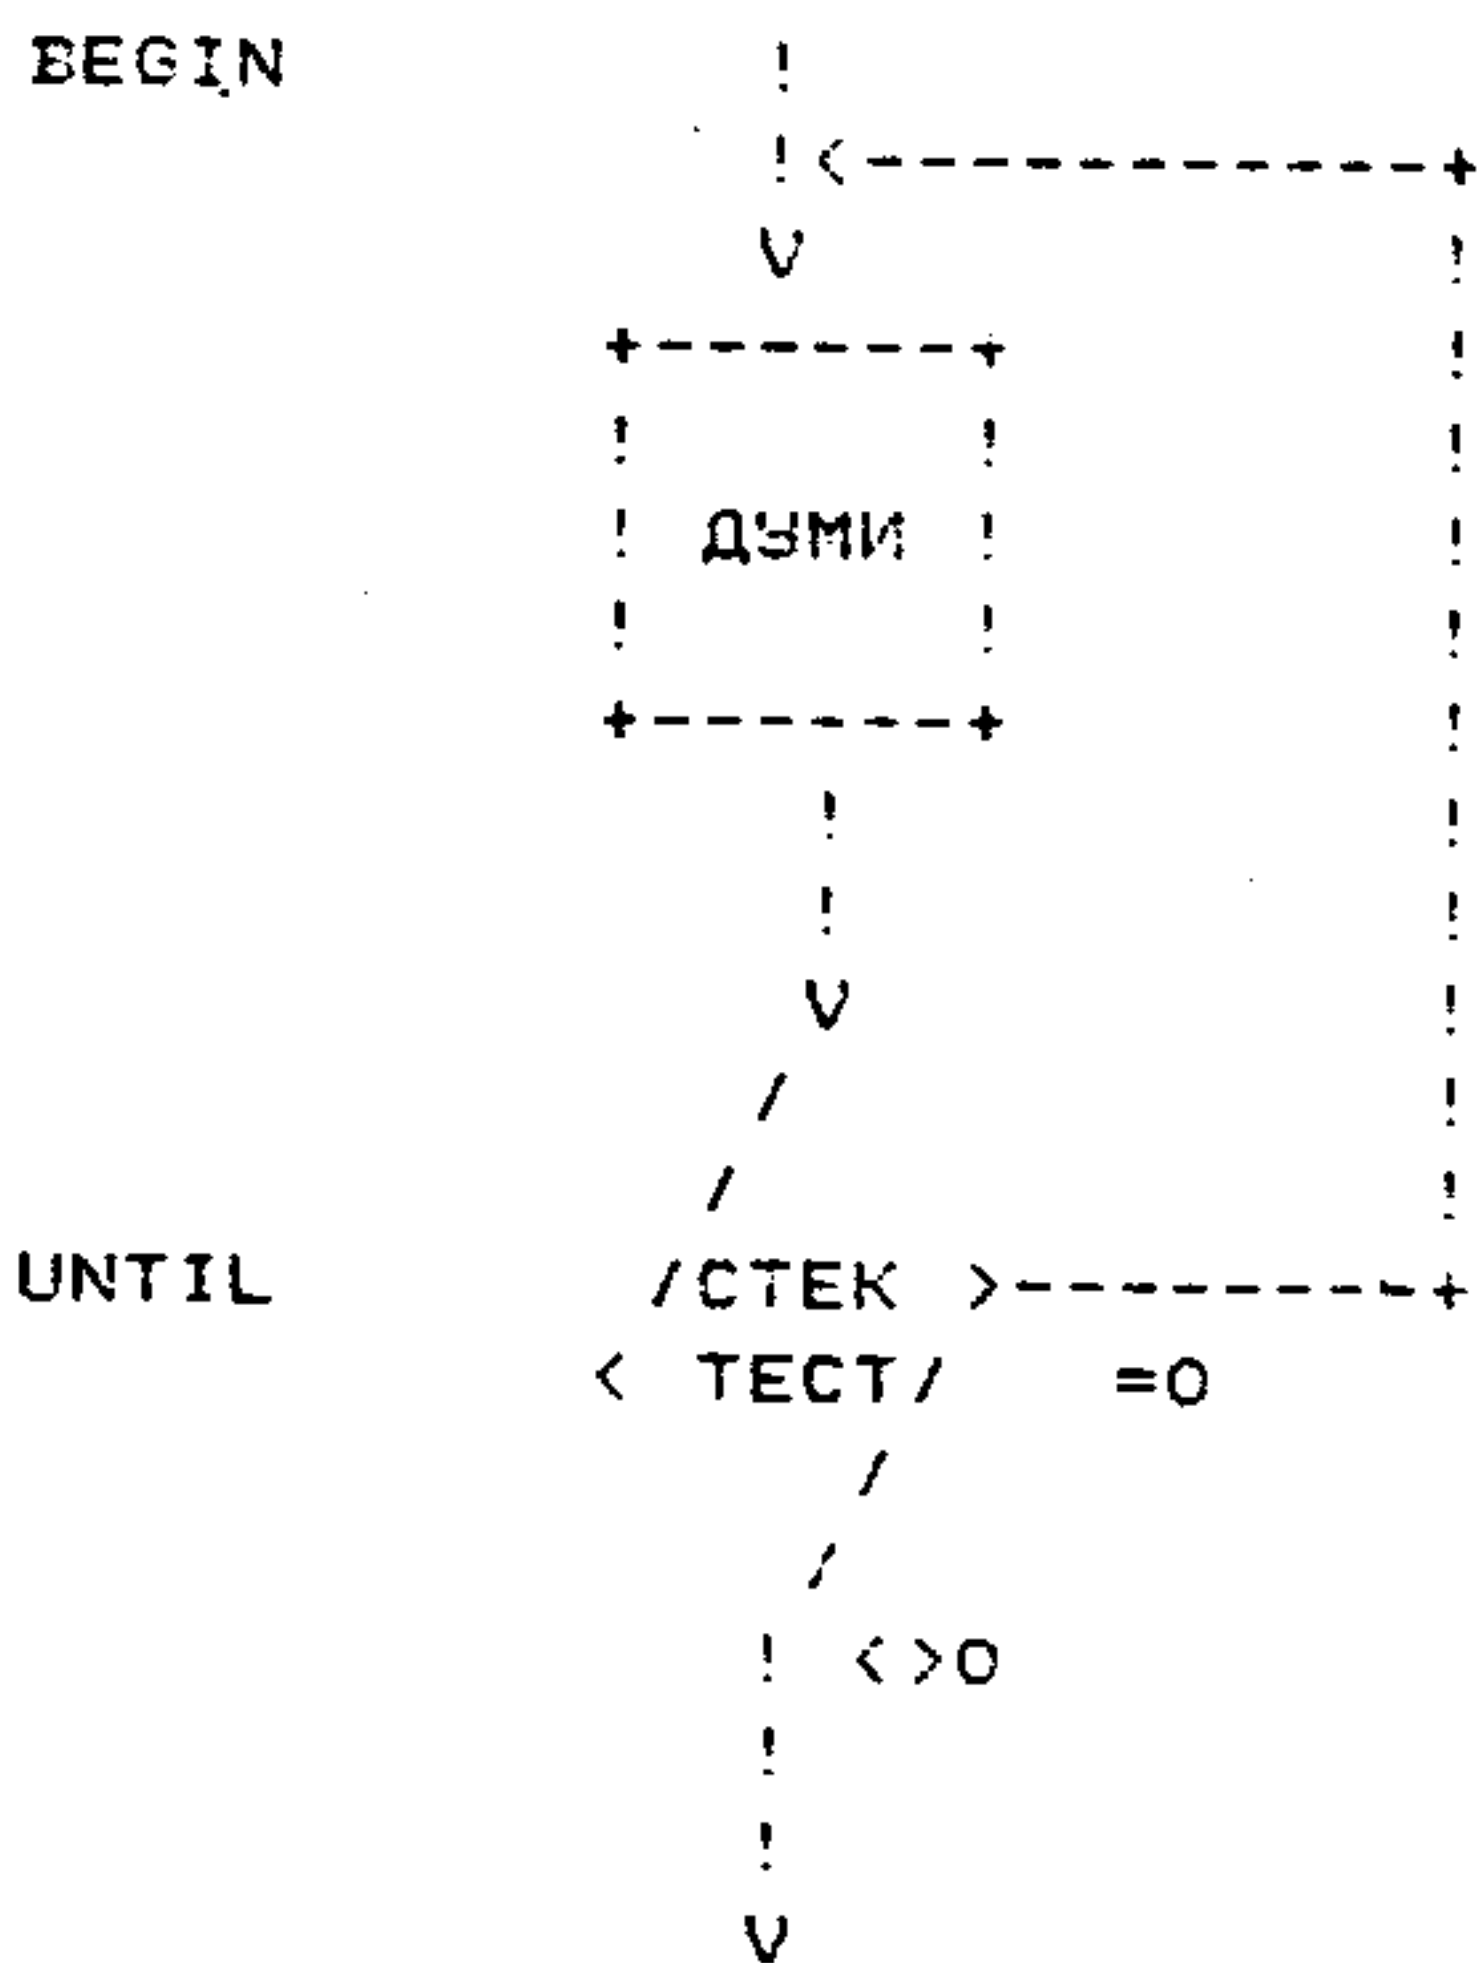 BEGIN
ДУМИ
UNTIL /СТЕК >
< ТЕСТ/ =0
<>0